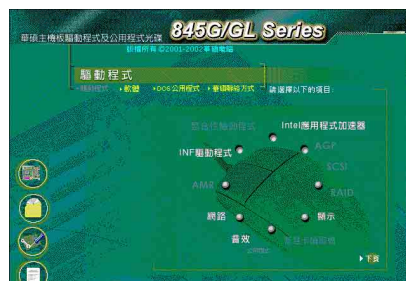 華碩主機板驅動程式及公用程式光碟
845G/GL Series
版權所有 ©2001-2002 華碩電腦
驅動程式
驅動程式 軟體 DOS公用程式 華碩聯絡方式 請選擇以下的項目:
整合性驅動程式
Intel應用程式加速器
INF驅動程式
AGP
SCSI
AMR
RAID
網路
顯示
音效
下頁